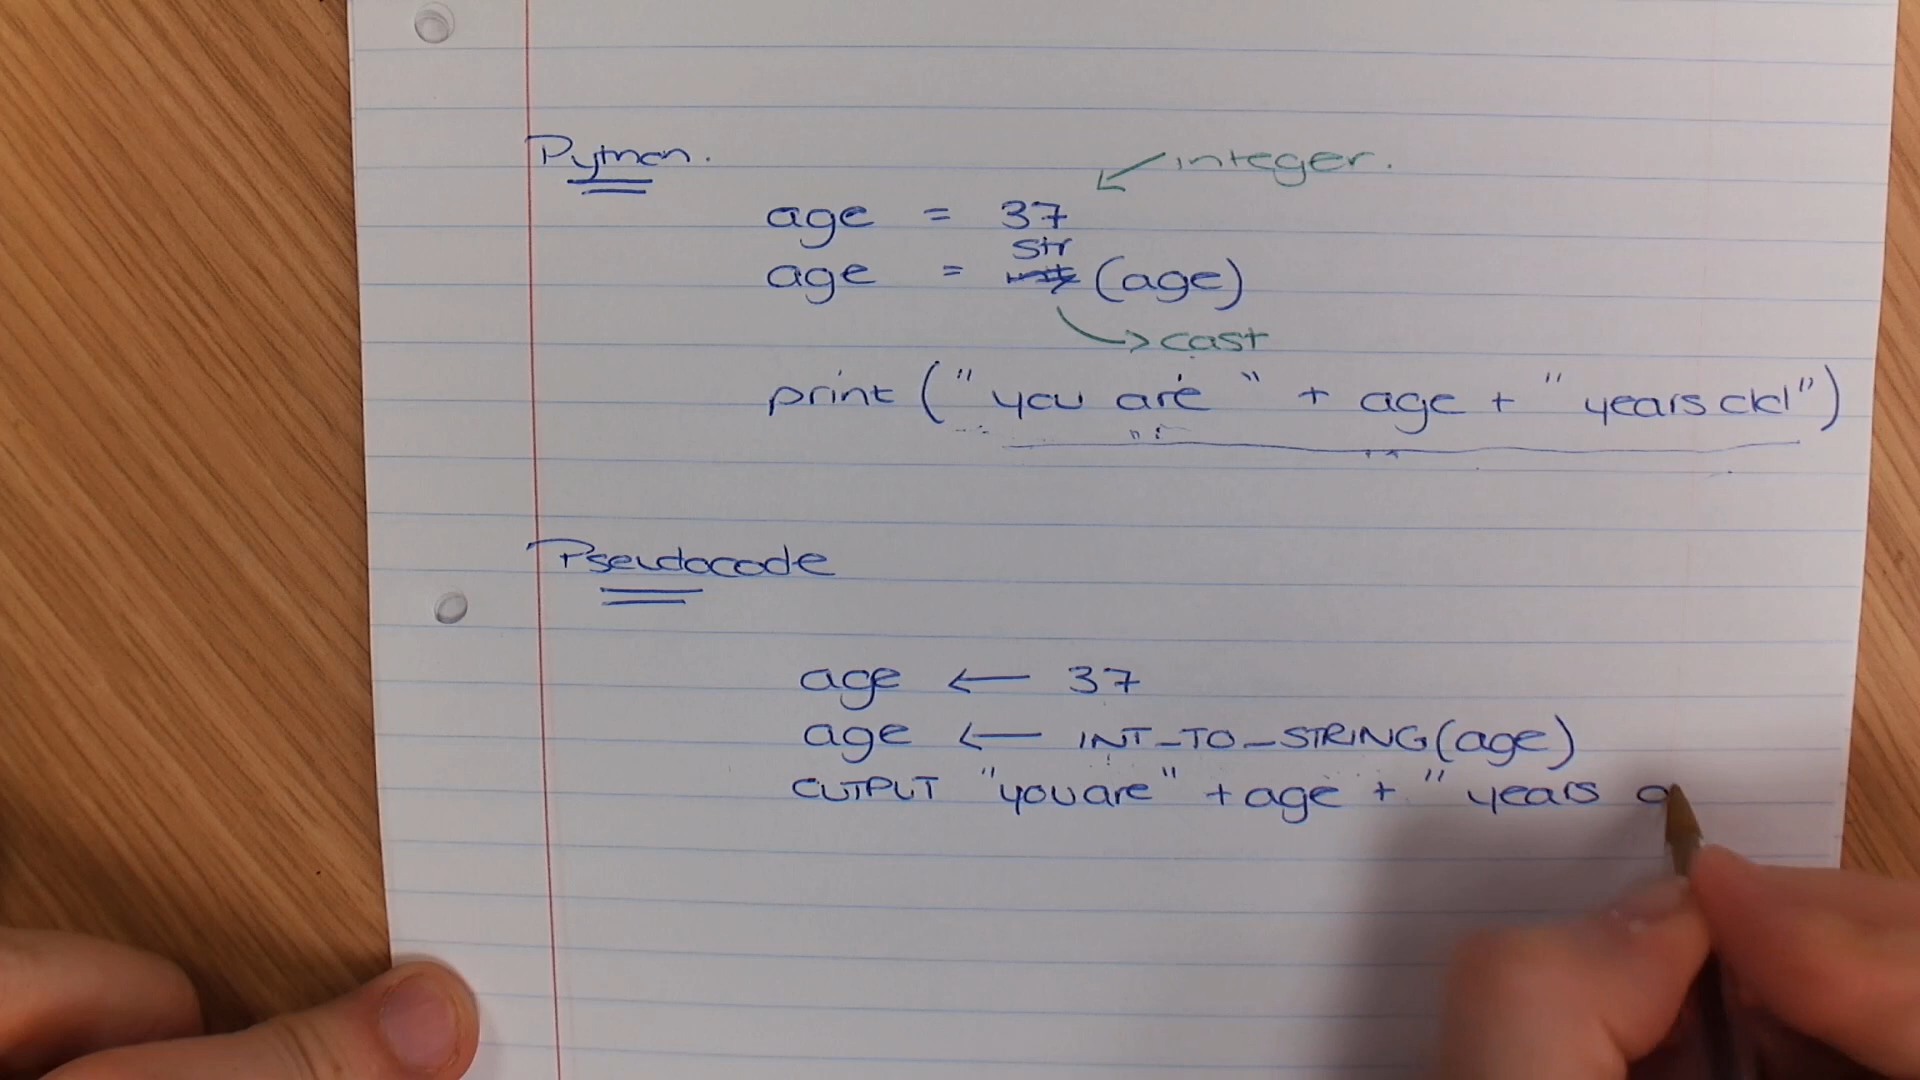 Python.
integer.
age = 37
str
age = int (age)
cast
print ("you are " + age + "years old")
Pseudocode
age ← 37
age ← INT_TO_STRING(age)
OUTPUT "you are" + age + "years o